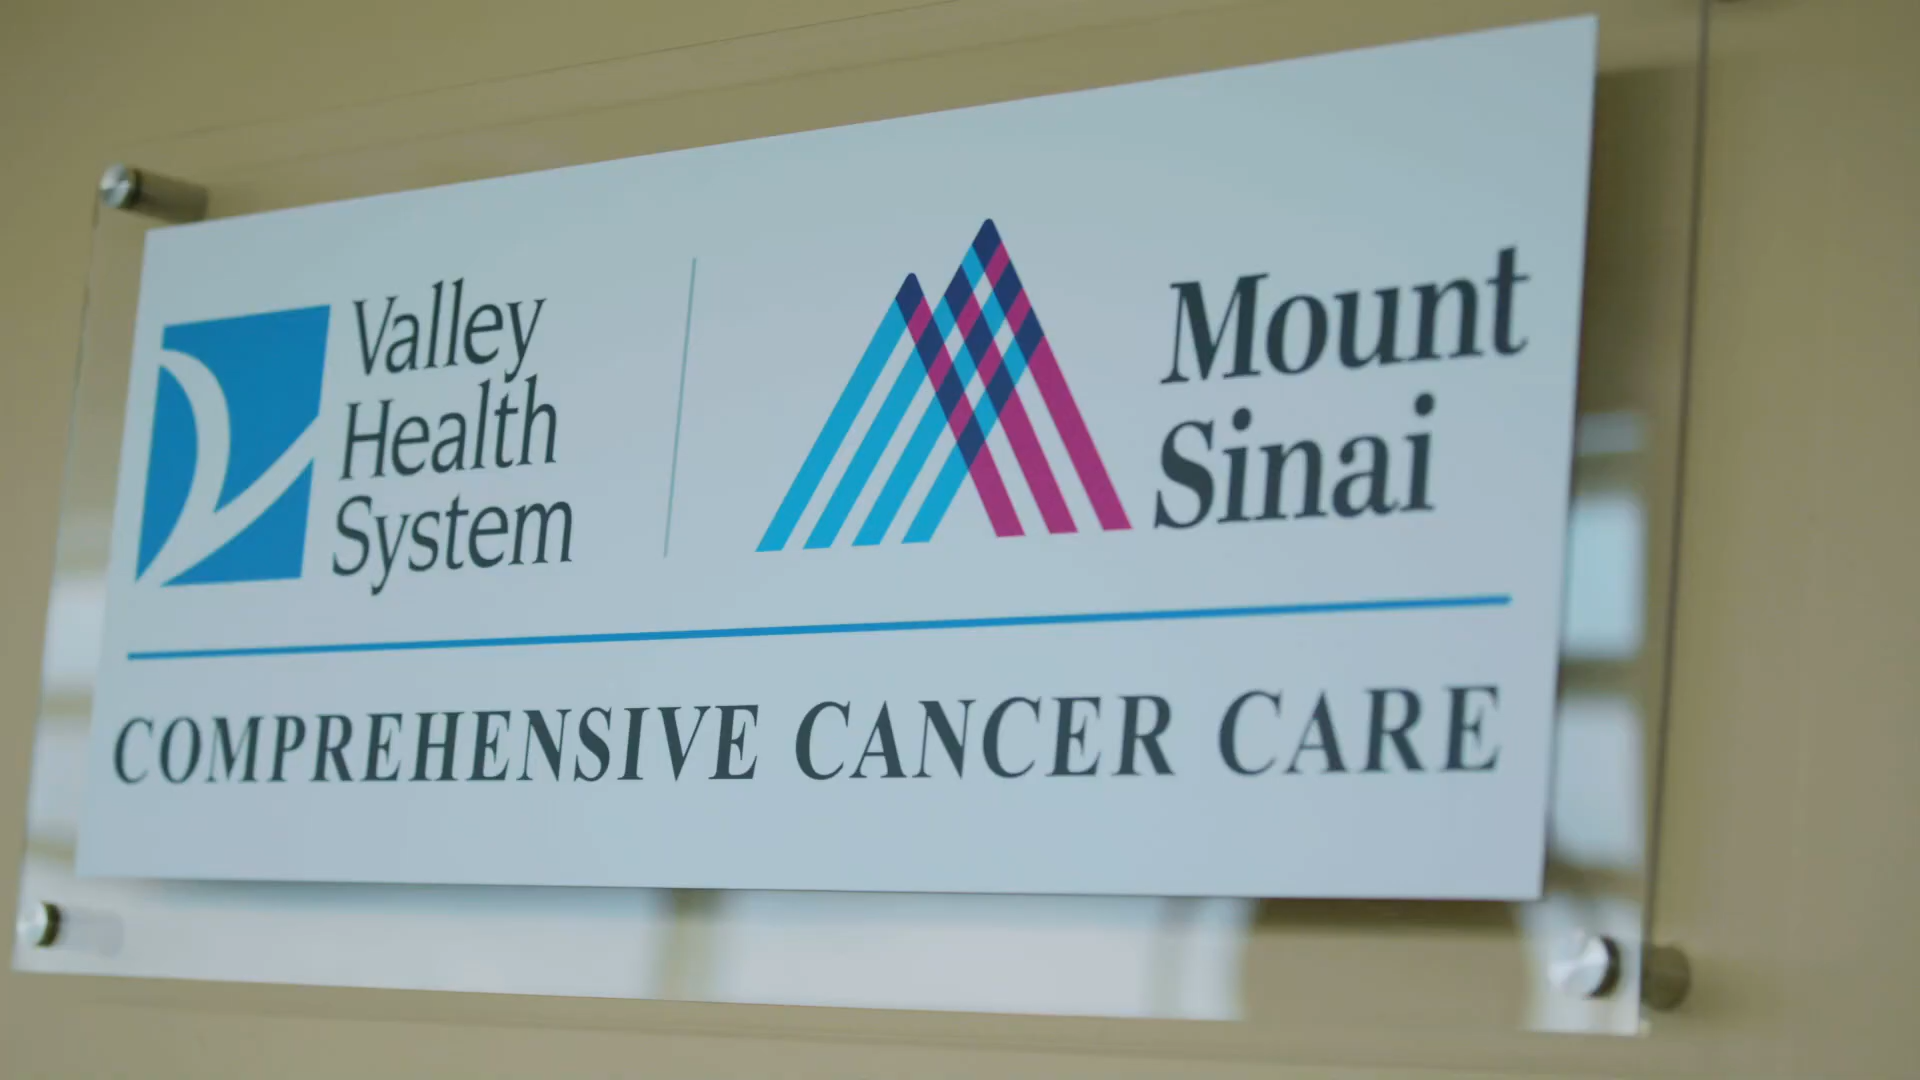 Valley
Health
System
Mount
Sinai
COMPREHENSIVE CANCER CARE